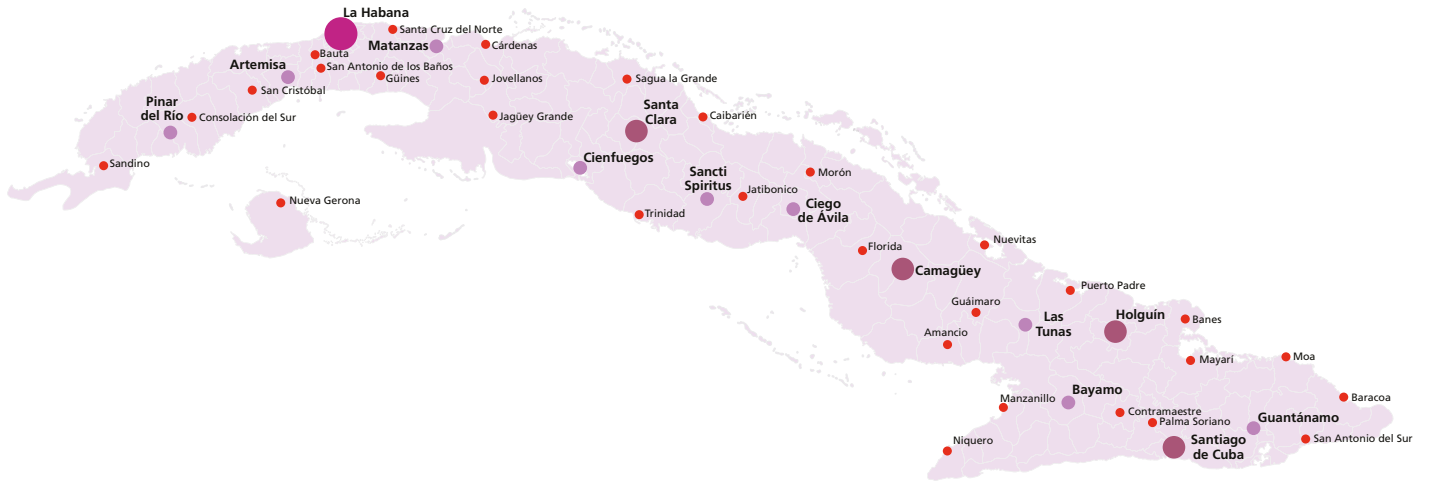 La Habana
Santa Cruz del Norte
Matanzas
Cárdenas
Bauta
San Antonio de los Baños
Artemisa
Güines
Jovellanos
Sagua la Grande
San Cristóbal
Pinar
del Río
Consolación del Sur
Jagüey Grande
Santa
Clara
Caibarién
Sandino
Cienfuegos
Sancti
Spiritus
Morón
Jatibonico
Nueva Gerona
Trinidad
Ciego
de Ávila
Florida
Nuevitas
Camagüey
Puerto Padre
Guáimaro
Las
Tunas
Holguín
Banes
Amancio
Mayarí
Moa
Bayamo
Manzanillo
Baracoa
Contramaestre
Palma Soriano
Guantánamo
Niquero
Santiago
de Cuba
San Antonio del Sur